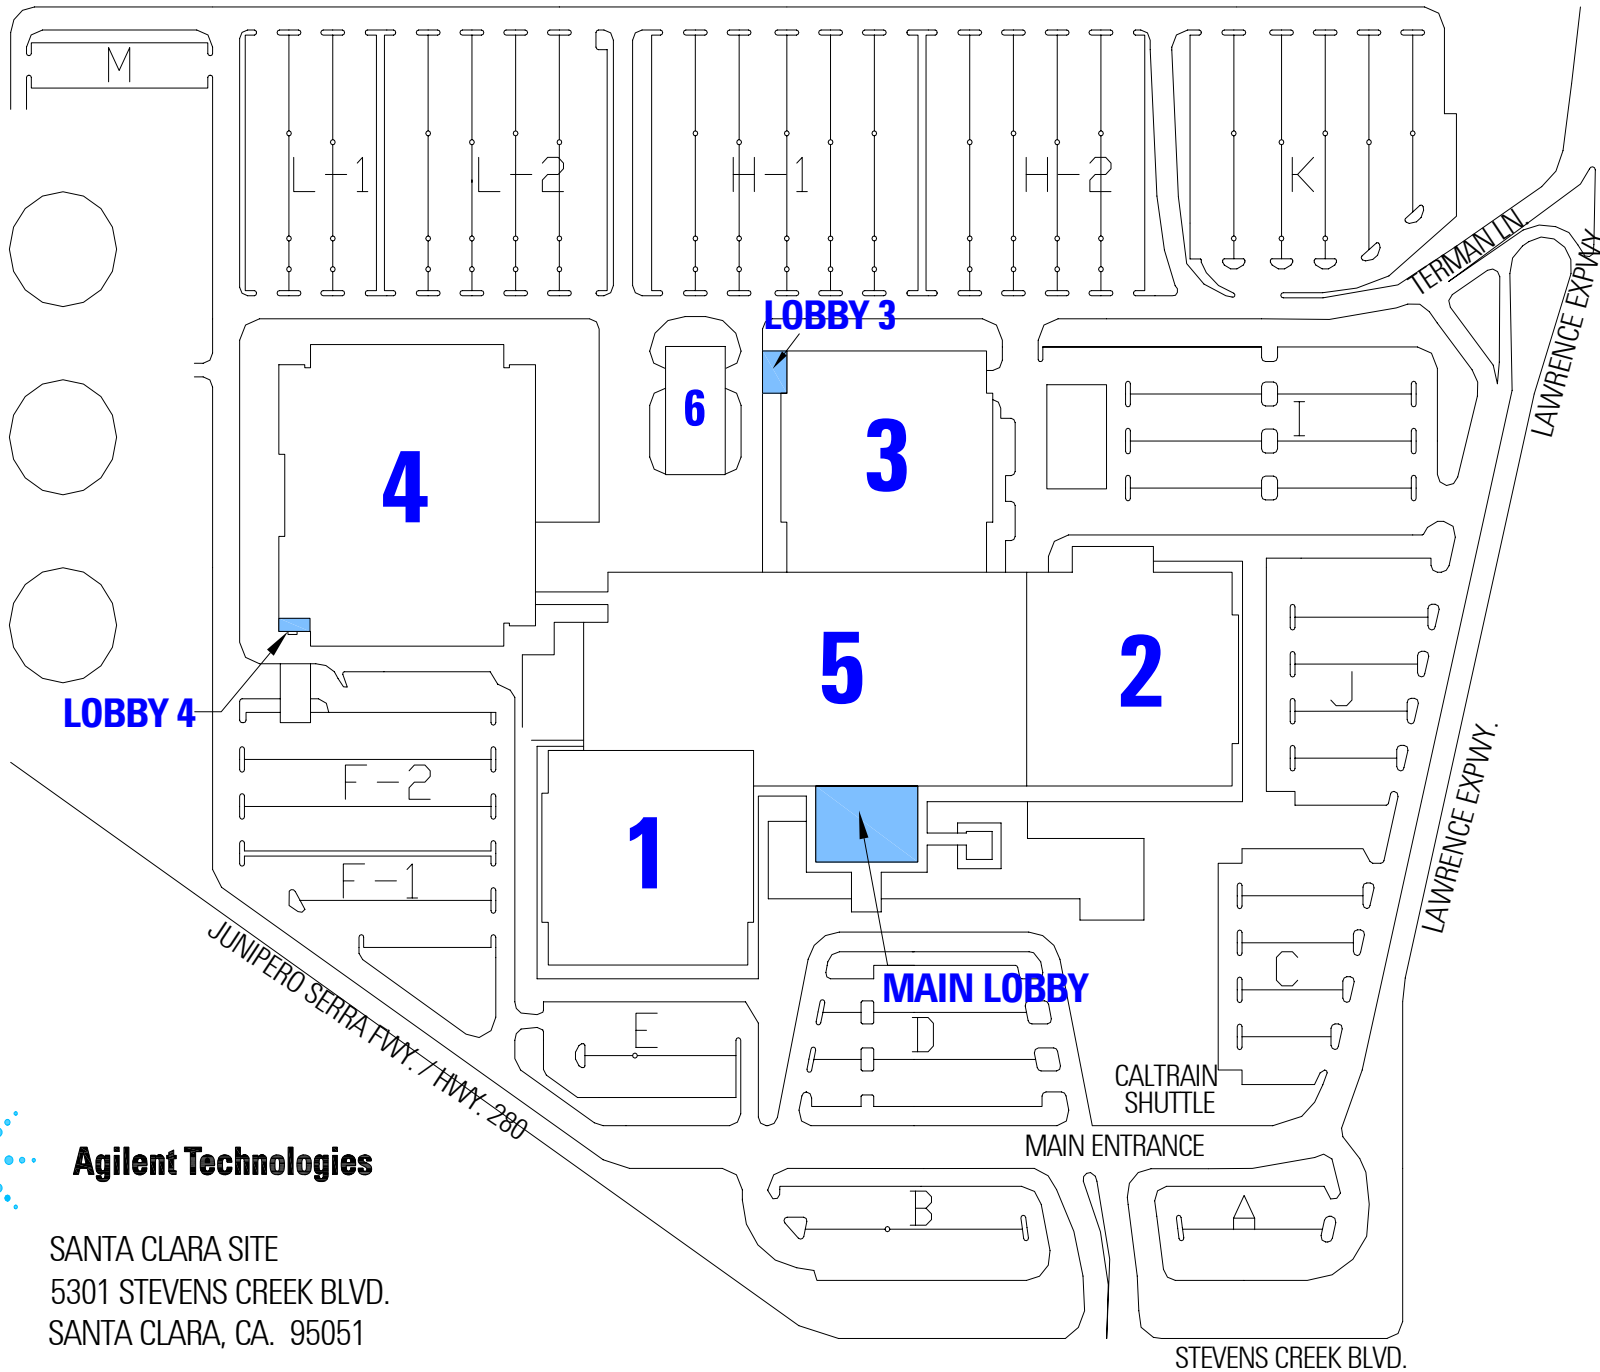 M
L-1
L-2
H-1
H-2
K
TERMAN LN.
LAWRENCE EXPWY
LOBBY 3
6
3
4
I
5
2
J
LOBBY 4
F-2
F-1
1
LAWRENCE EXPWY.
C
MAIN LOBBY
JUNIPERO SERRA FWY. / HWY. 280
E
D
CALTRAIN
SHUTTLE
MAIN ENTRANCE
Agilent Technologies
B
A
SANTA CLARA SITE
5301 STEVENS CREEK BLVD.
SANTA CLARA, CA. 95051
STEVENS CREEK BLVD.